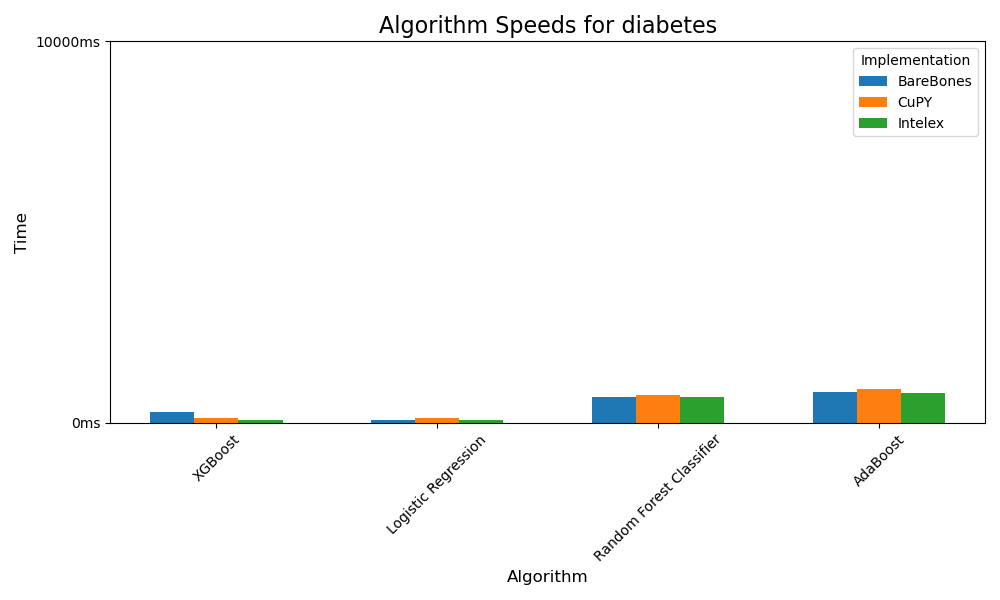 Algorithm Speeds for diabetes
10000ms
Implementation
BareBones
CuPY
Intelex
Time
0ms
XGBoost
Logistic Regression
Random Forest Classifier
AdaBoost
Algorithm